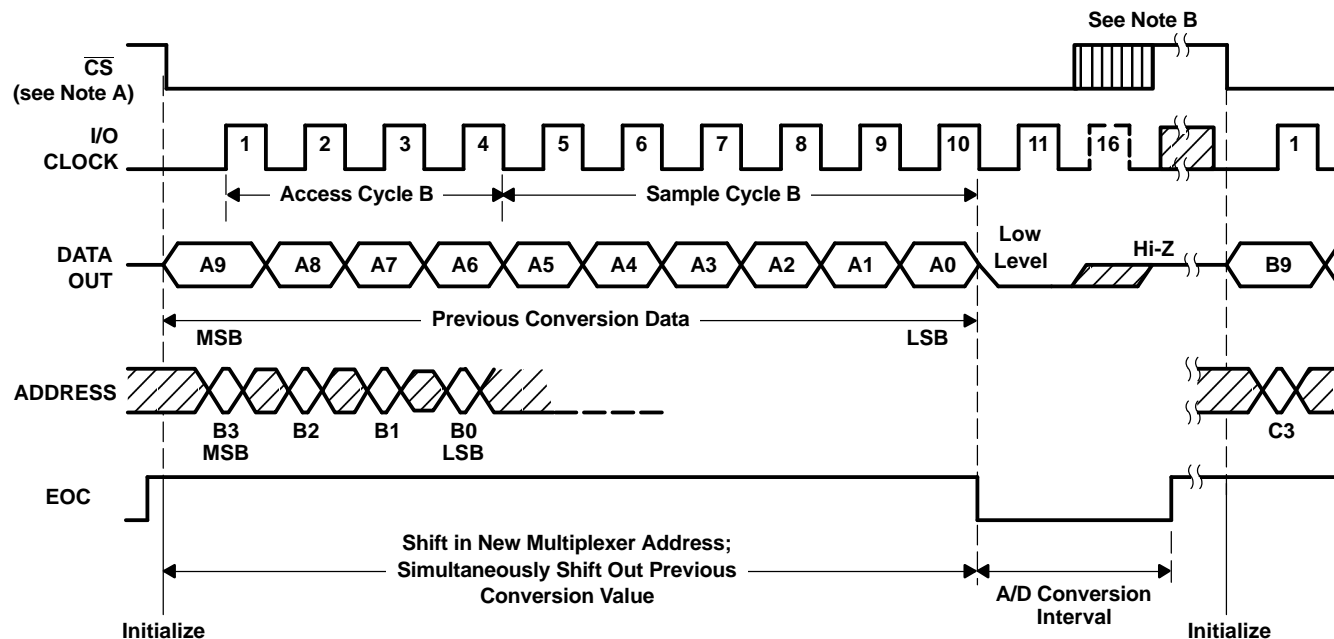 See Note B
CS
(see Note A)
I/O
CLOCK
1 2 3 4 5 6 7 8 9 10 11 16 1
Access Cycle B Sample Cycle B
DATA
OUT
A9 A8 A7 A6 A5 A4 A3 A2 A1 A0
Low
Level
Hi-Z
B9
Previous Conversion Data
MSB LSB
ADDRESS
B3 B2 B1 B0 C3
MSB LSB
EOC
Shift in New Multiplexer Address;
Simultaneously Shift Out Previous
Conversion Value
A/D Conversion
Interval
Initialize Initialize